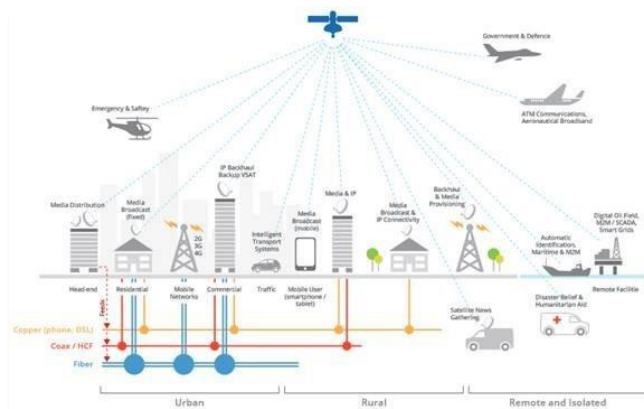 Government & Defence
ATM Communications,
Aeronautical Broadband
Emergency & Saftey
IP Backhaul
Backup VSAT
Media Distribution
Media
Broadcast
(fixed)
2G
3G
4G
Intelligent
Transport
Systems
Media
Broadcast
(mobile)
Media & IP
Media
Broadcast &
IP Connectivity
Backhaul
& Media
Provisioning
Automatic
Identification,
Maritime & M2M
Digital Oil Field,
M2M / SCADA,
Smart Grids
Head-end
Residential
Mobile
Networks
Commercial
Traffic
Mobile User
(smartphone /
tablet)
Remote Facilitie
Satellite News
Gathering
Disaster Relief &
Humanitarian Aid
Feeds
Copper (phone, DSL)
Coax / HCF
Fiber
Urban
Rural
Remote and Isolated